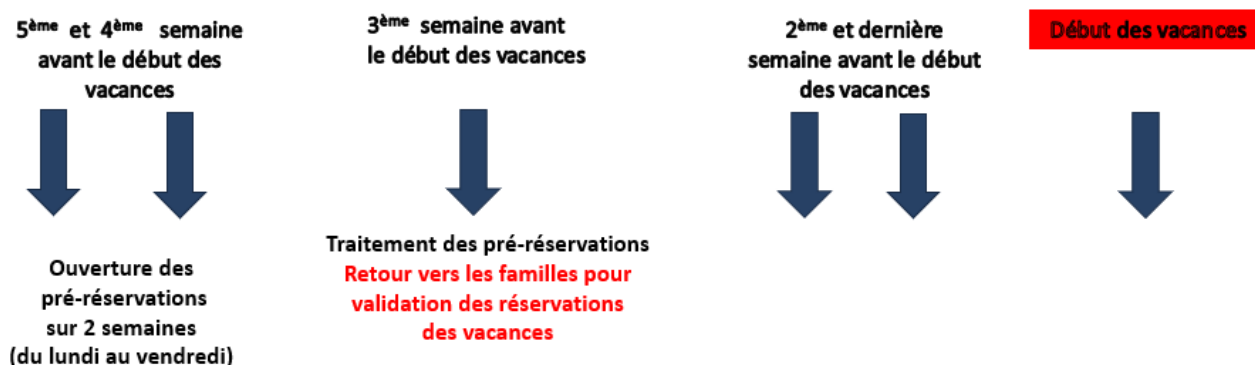 5ème et 4ème semaine
avant le début des
vacances
3ème semaine avant
le début des vacances
2ème et dernière
semaine avant le début
des vacances
Début des vacances
Ouverture des
pré-réservations
sur 2 semaines
(du lundi au vendredi)
Traitement des pré-réservations
Retour vers les familles pour
validation des réservations
des vacances